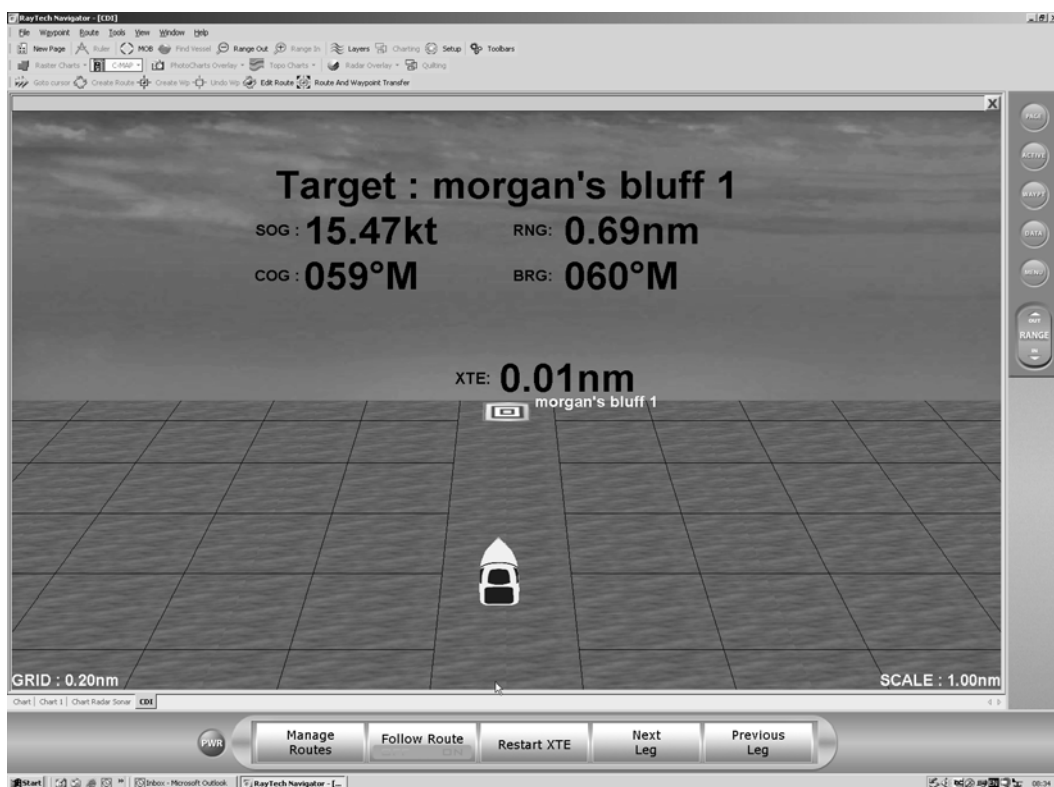 RayTech Navigator - [CDI]
File Waypoint Route Tools View Window Help
New Page Ruler MOB Find Vessel Range Out Range In Layers Charting Setup Toolbars
Raster Charts C-MAP PhotoCharts Overlay Topo Charts Radar Overlay Quilting
Goto cursor Create Route Create Wp Undo Wp Edit Route Route And Waypoint Transfer
X
PAGE
ACTIVE
WAYPT
DATA
MENU
OUT
RANGE
IN
Target : morgan's bluff 1
SOG : 15.47kt RNG: 0.69nm
COG : 059°M BRG: 060°M
XTE: 0.01nm
morgan's bluff 1
GRID : 0.20nm SCALE : 1.00nm
Chart Chart 1 Chart Radar Sonar CDI
PWR
Manage Routes
Follow Route
OFF ON
Restart XTE
Next Leg
Previous Leg
Start Inbox - Microsoft Outlook RayTech Navigator - [... 08:34